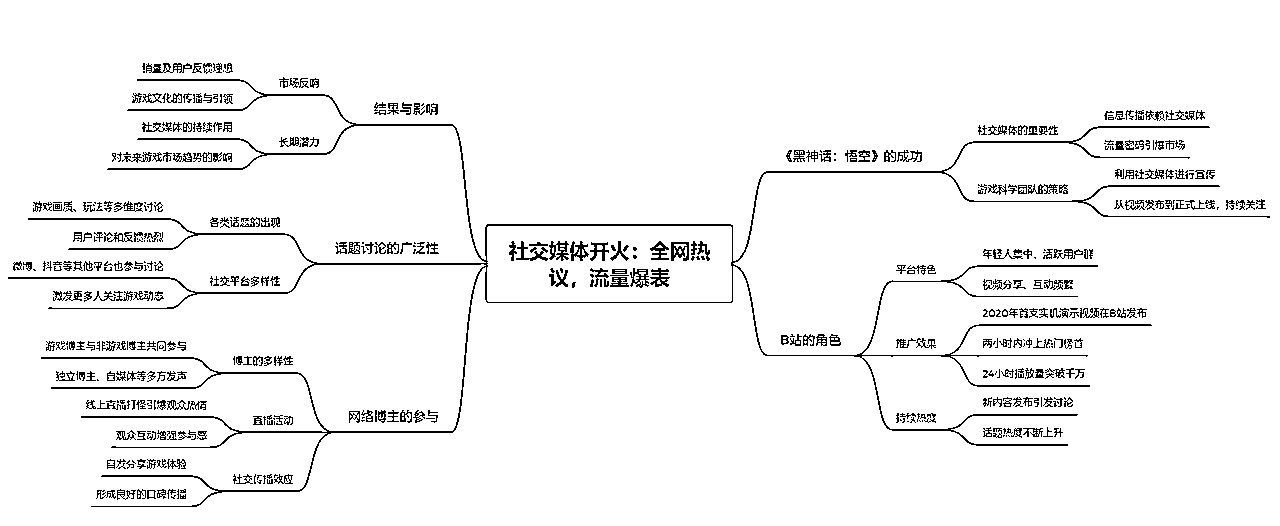 社交媒体开火：全网热
议，流量爆表
《黑神话：悟空》的成功
社交媒体的重要性
信息传播依赖社交媒体
流量密码引爆市场
游戏科学团队的策略
利用社交媒体进行宣传
从视频发布到正式上线，持续关注
B站的角色
平台特色
年轻人集中、活跃用户群
视频分享、互动频繁
推广效果
2020年首支实机演示视频在B站发布
两小时内冲上热门榜首
24小时播放量突破千万
持续热度
新内容发布引发讨论
话题热度不断上升
结果与影响
市场反响
销量及用户反馈理想
游戏文化的传播与引领
长期潜力
社交媒体的持续作用
对未来游戏市场趋势的影响
话题讨论的广泛性
各类话题的出现
游戏画质、玩法等多维度讨论
用户评论和反馈热烈
社交平台多样性
微博、抖音等其他平台也参与讨论
激发更多人关注游戏动态
网络博主的参与
博主的多样性
游戏博主与非游戏博主共同参与
独立博主、自媒体等多方发声
直播活动
线上直播打怪引爆观众热情
观众互动增强参与感
社交传播效应
自发分享游戏体验
形成良好的口碑传播